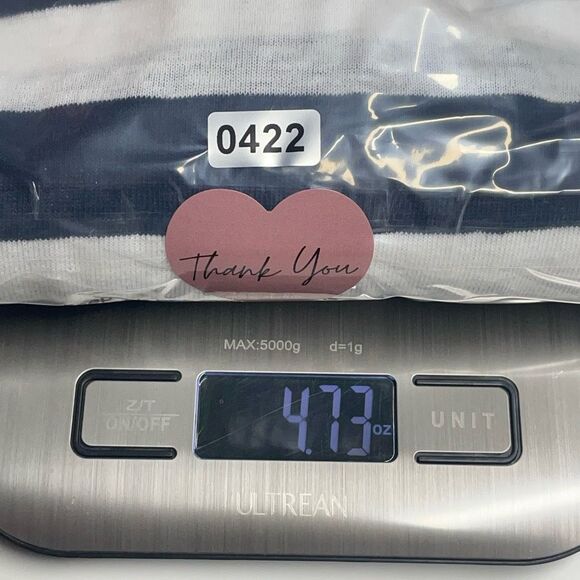 0422
Thank You
MAX:5000g d=1g
Z/T
ON/OFF
4.73 oz
UNIT
ULTREAN